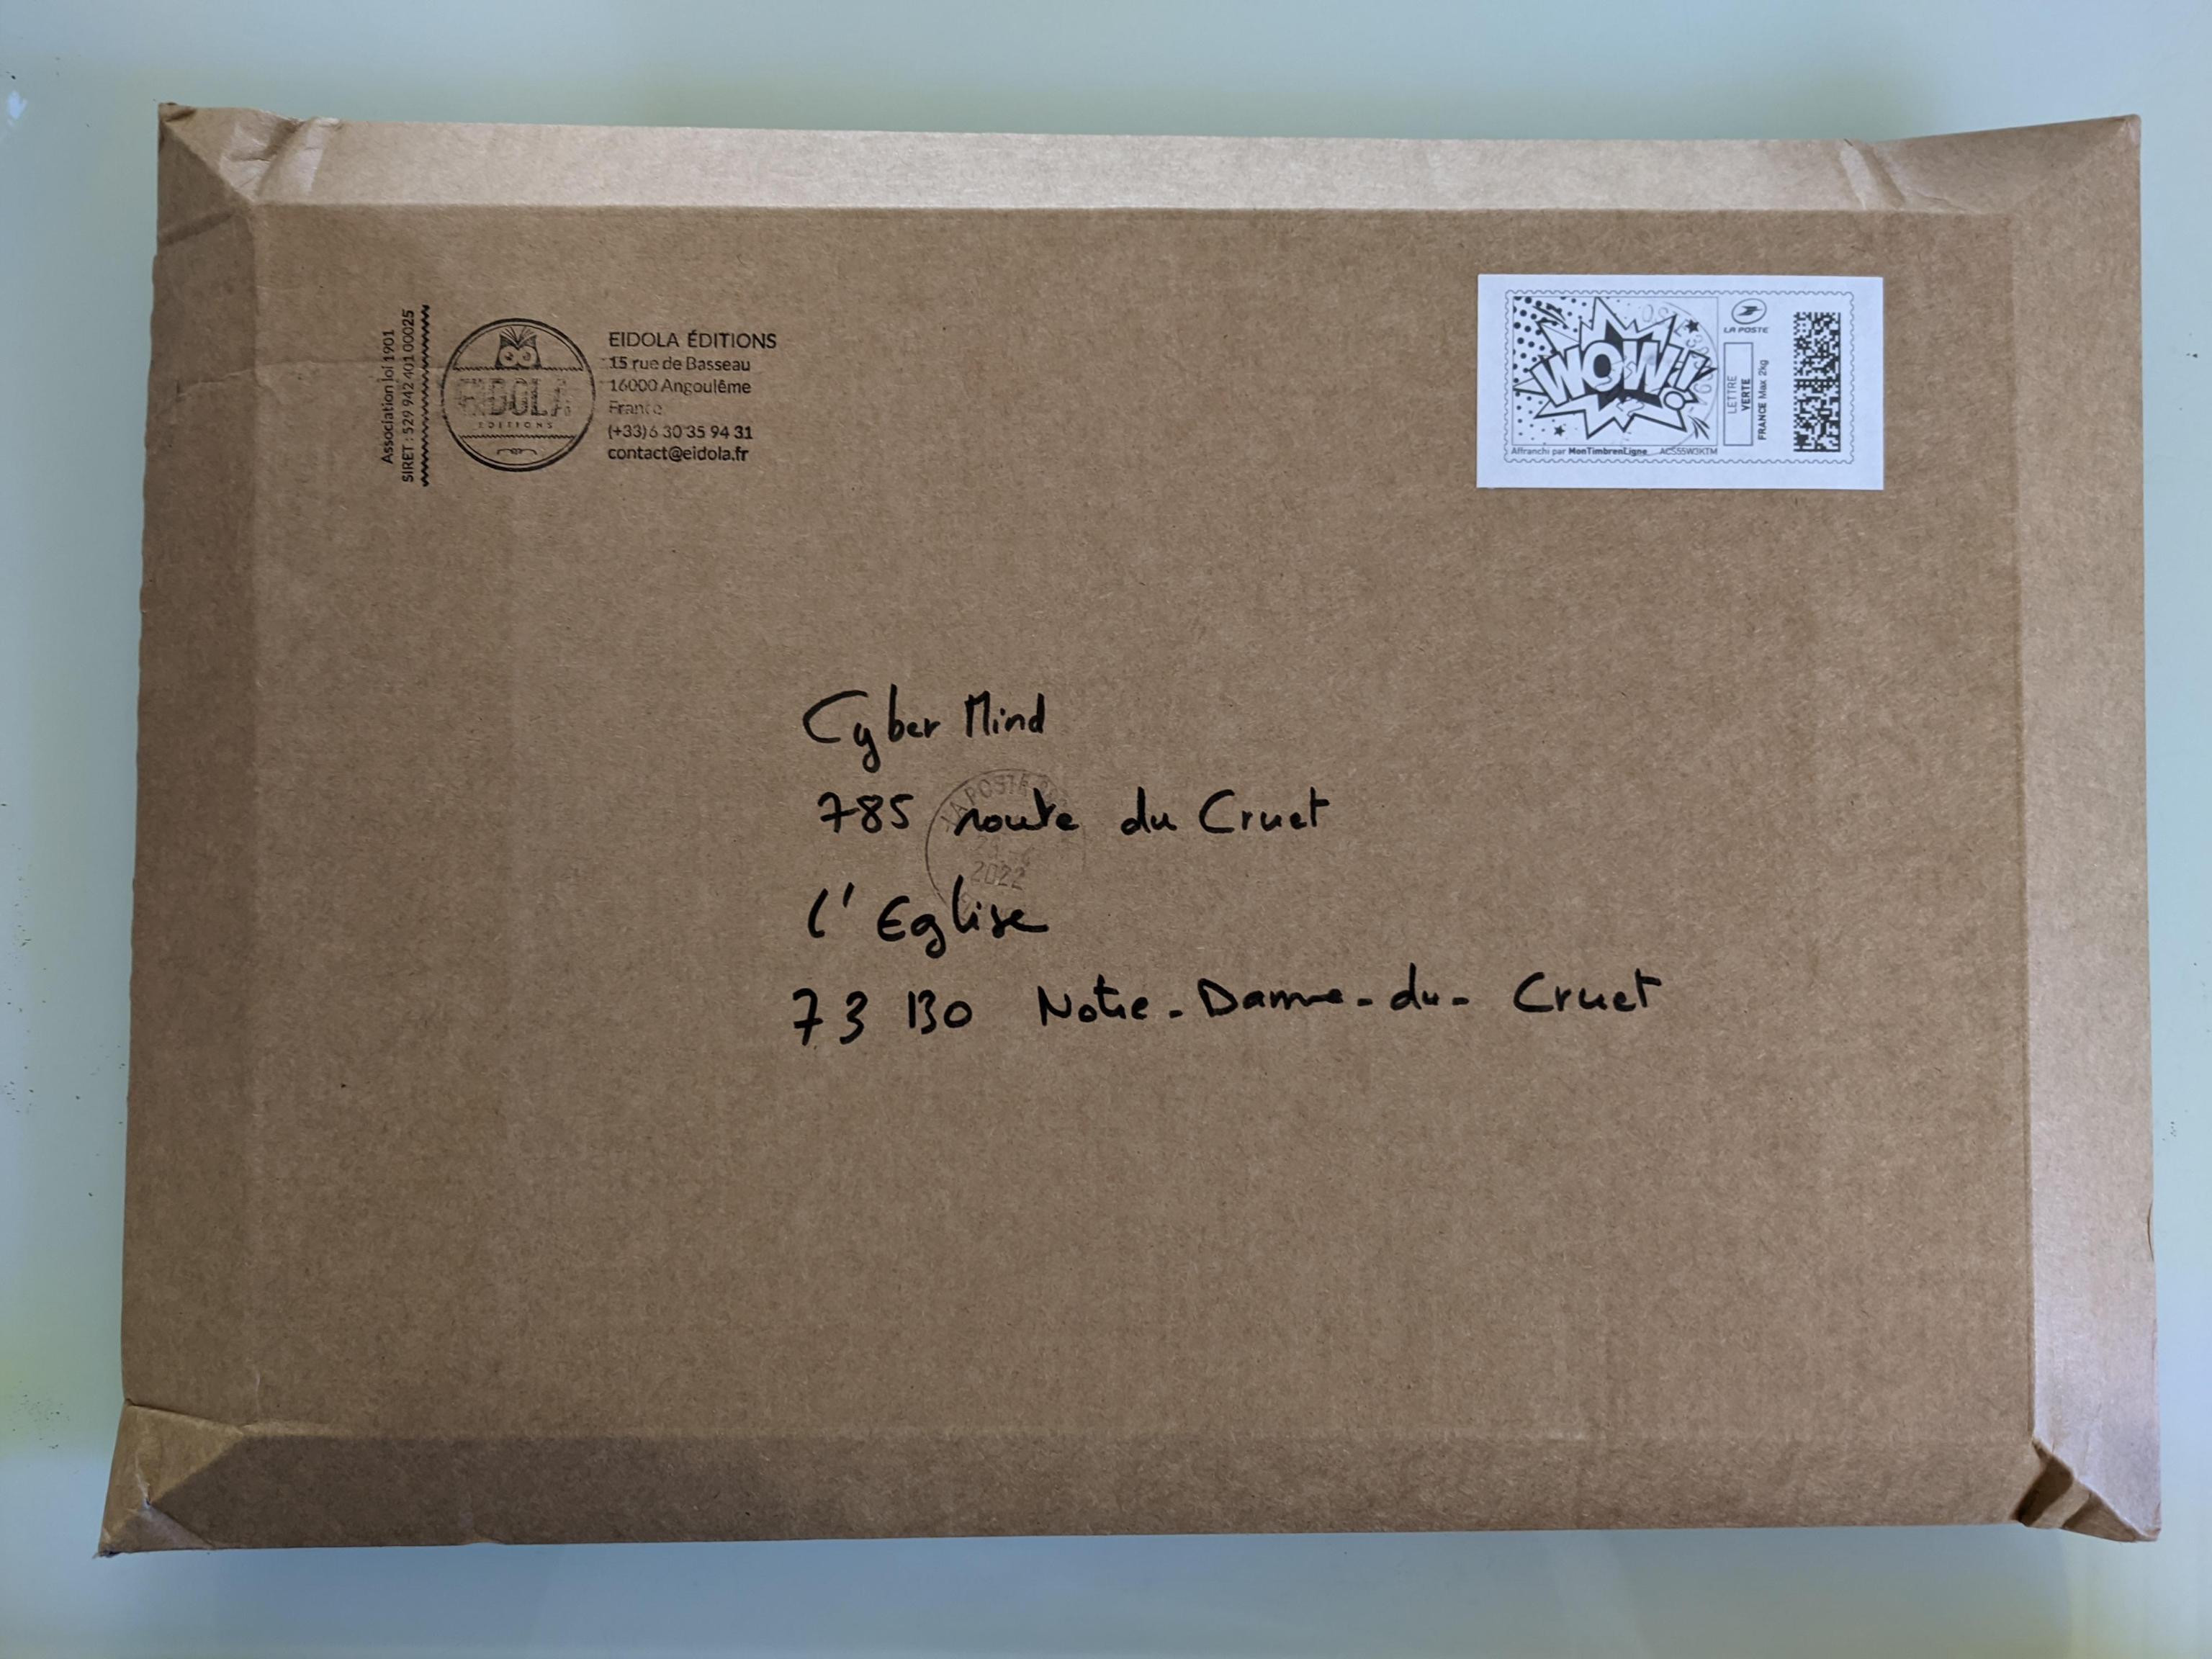 Association loi 1901
SIRET : 529 942 401 00025
EIDOLA
EDITIONS
EIDOLA ÉDITIONS
15 rue de Basseau
16000 Angoulême
France
(+33)6 30 35 94 31
contact@eidola.fr
WOW!
LA POSTE
LETTRE
VERTE
FRANCE Max 2kg
Affranchi par MonTimbrenLigne ACS55W3KTM
Cyber Mind
785 route du Cruet
l'Eglise
73 130 Notre-Dame-du-Cruet
LA POSTE
2022